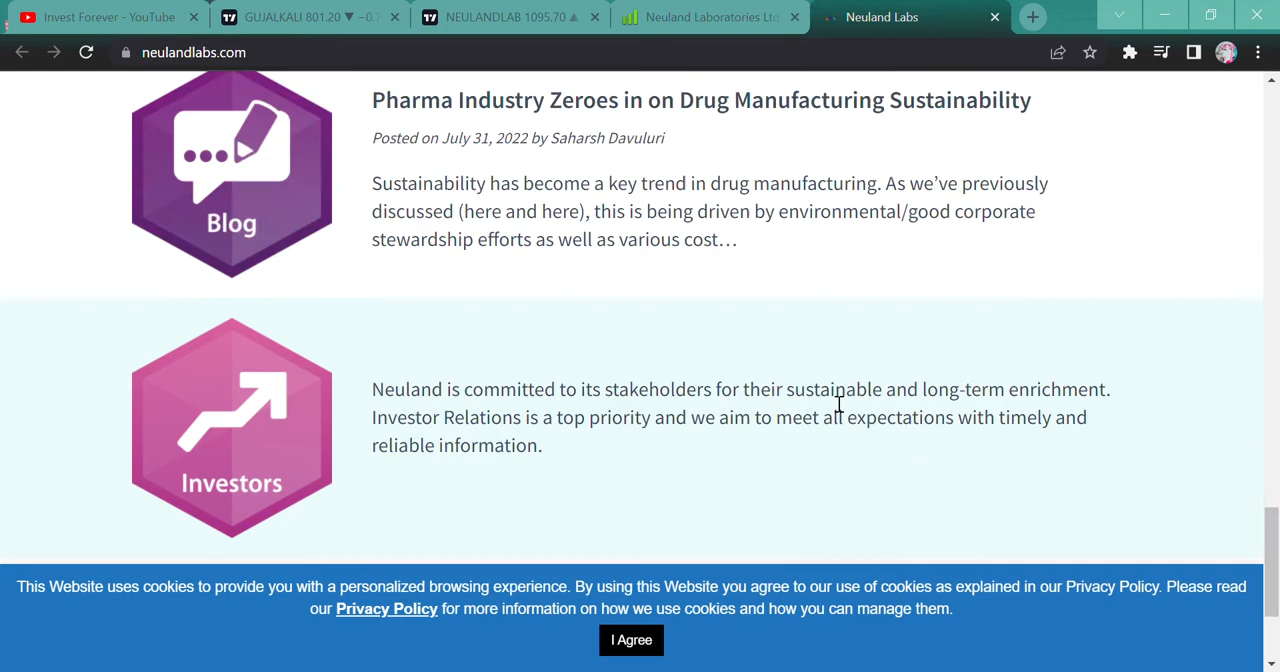 Invest Forever - YouTube
GUJALKALI 801.20 ▼ −0.7
NEULANDLAB 1095.70 ▲
Neuland Laboratories Ltd
Neuland Labs
neulandlabs.com
Pharma Industry Zeroes in on Drug Manufacturing Sustainability
Posted on July 31, 2022 by Saharsh Davuluri
Sustainability has become a key trend in drug manufacturing. As we’ve previously
discussed (here and here), this is being driven by environmental/good corporate
stewardship efforts as well as various cost…
Blog
Neuland is committed to its stakeholders for their sustainable and long-term enrichment.
Investor Relations is a top priority and we aim to meet all expectations with timely and
reliable information.
Investors
This Website uses cookies to provide you with a personalized browsing experience. By using this Website you agree to our use of cookies as explained in our Privacy Policy. Please read
our Privacy Policy for more information on how we use cookies and how you can manage them.
I Agree